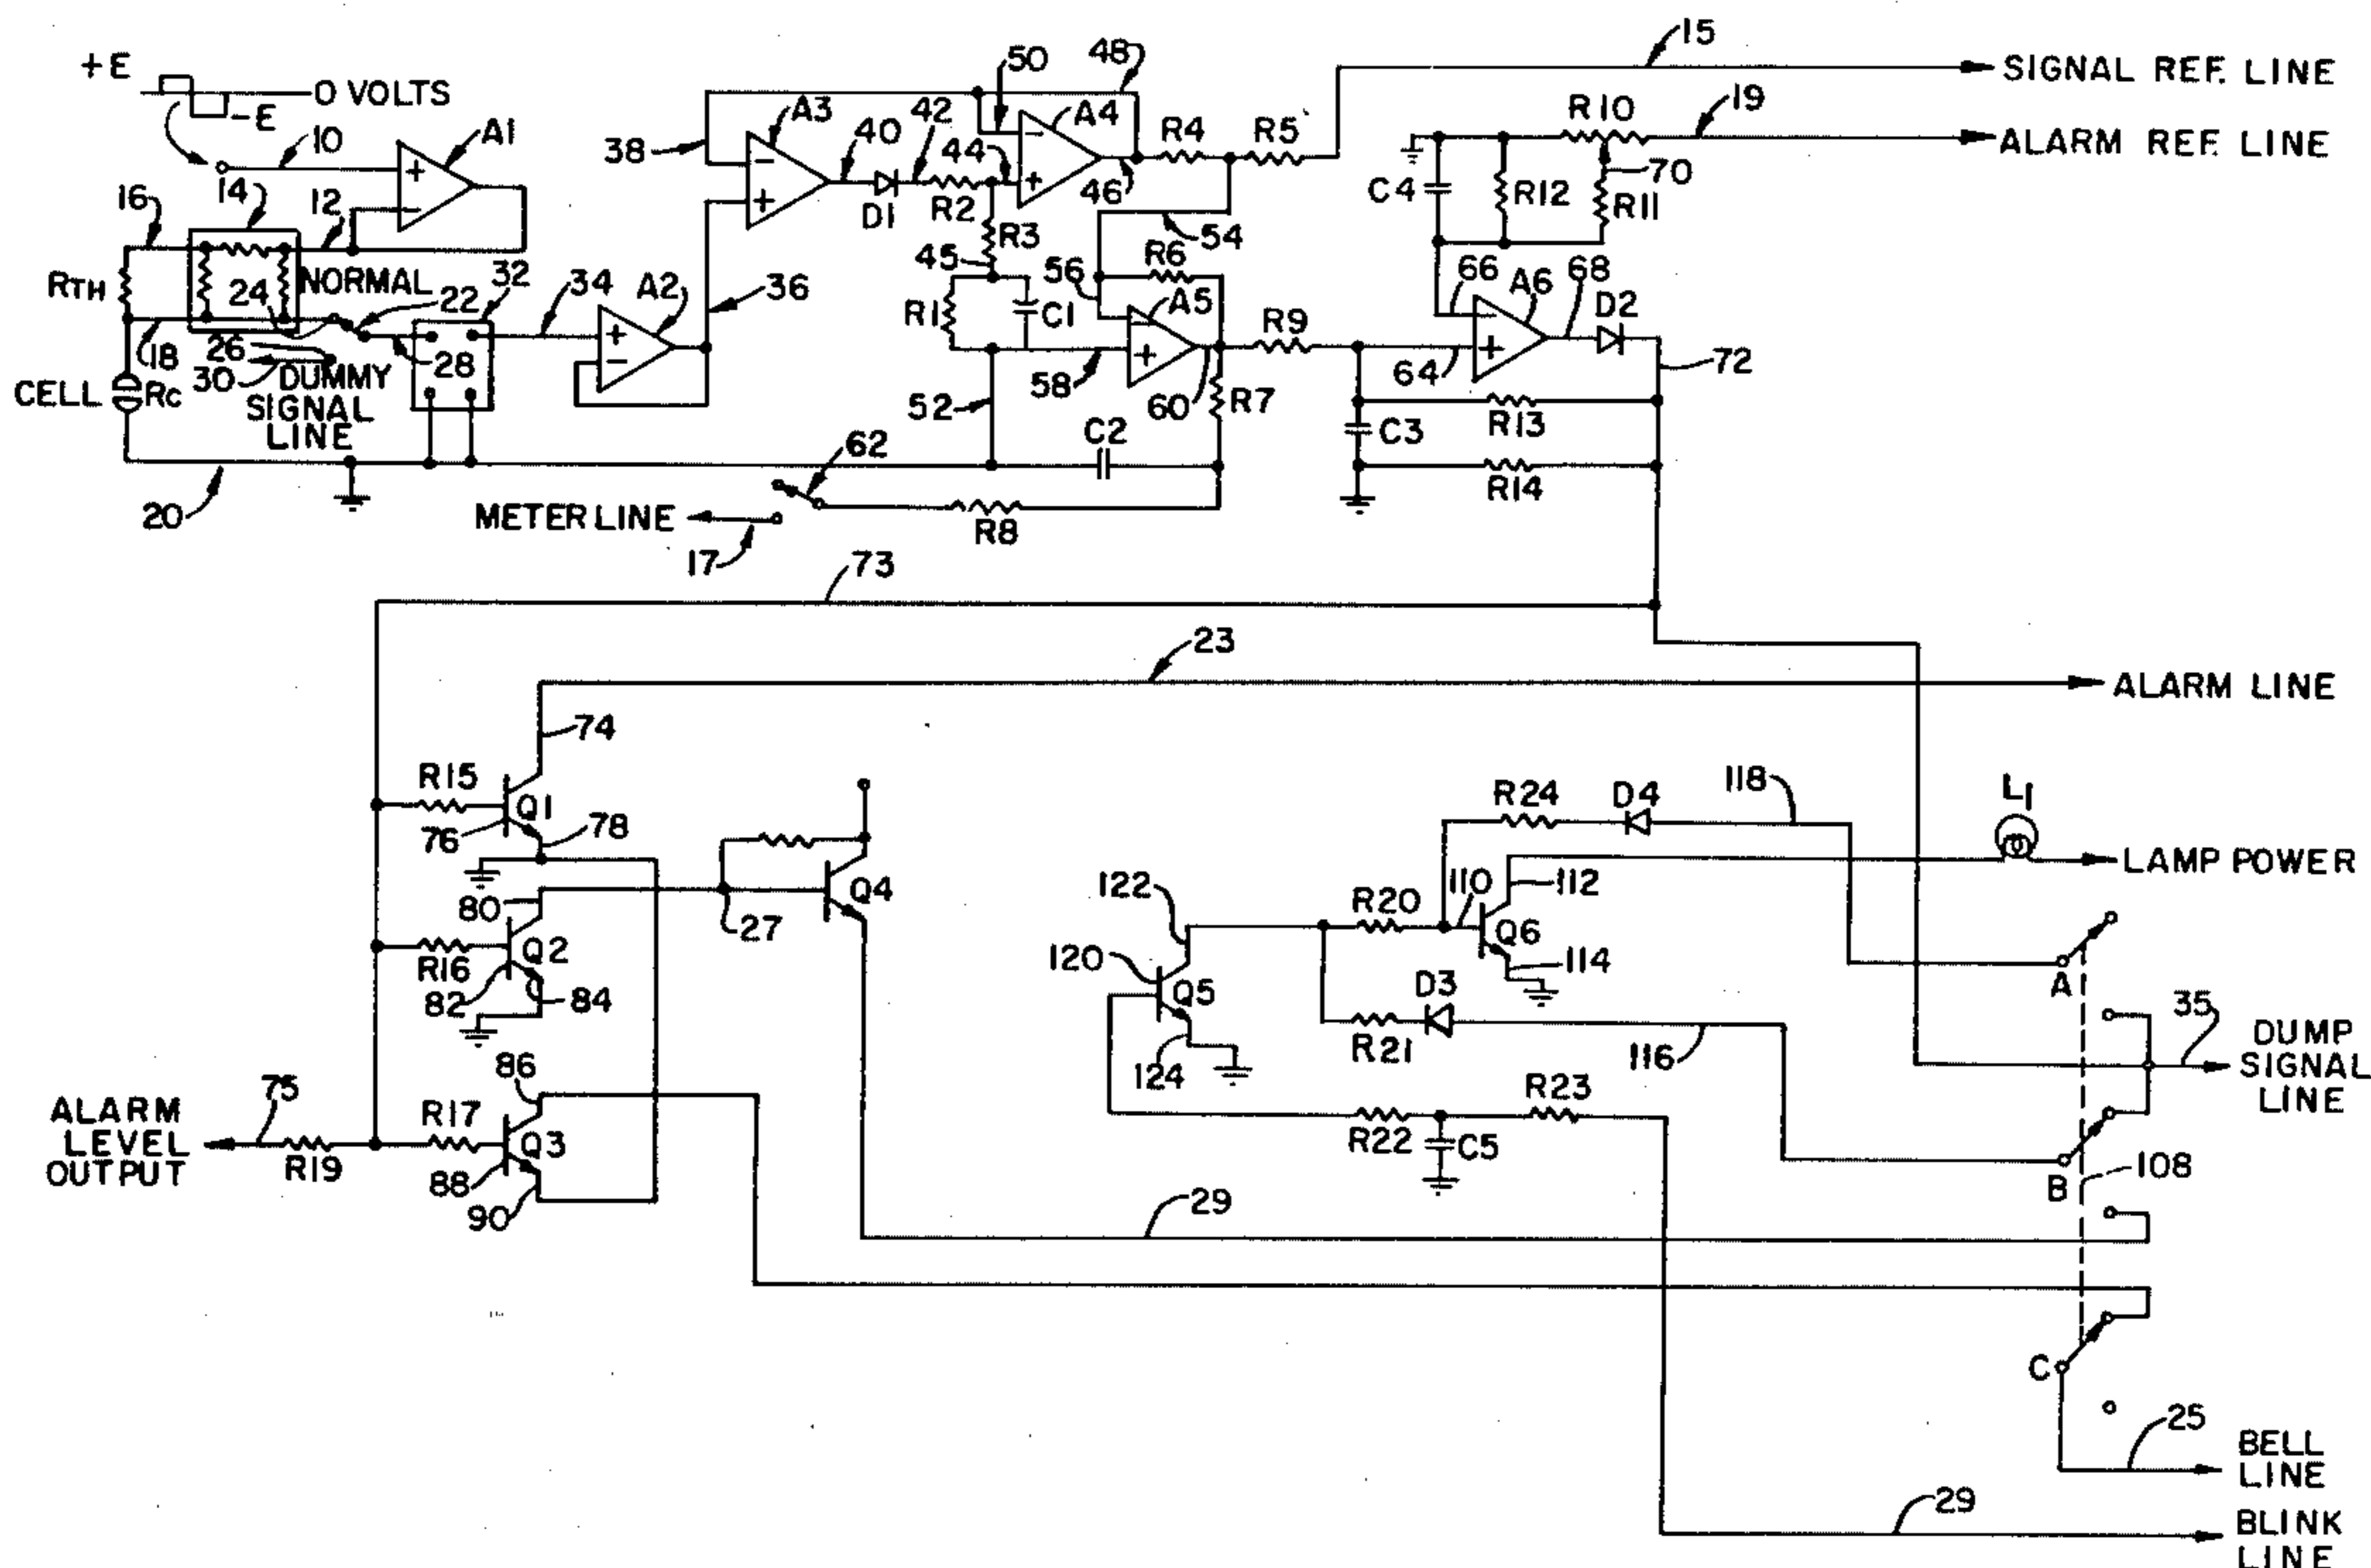 +E
0 VOLTS
-E
10
A1
+
-
14
16
12
RTH
NORMAL
24
22
32
18
26
30
28
DUMMY
SIGNAL
LINE
CELL
RC
20
34
A2
+
-
36
38
A3
-
+
40
D1
42
R2
44
50
48
A4
-
+
46
R4
R5
15
SIGNAL REF. LINE
R10
19
ALARM REF. LINE
70
C4
R12
R11
R3
45
R1
C1
54
R6
56
A5
-
+
58
60
R7
R9
52
C2
62
METER LINE
17
R8
66
A6
68
D2
-
+
64
72
C3
R13
R14
73
23
ALARM LINE
74
R15
Q1
76
78
80
R16
Q2
82
84
27
Q4
86
75
ALARM
LEVEL
OUTPUT
R19
R17
Q3
88
90
118
R24
D4
L1
LAMP POWER
122
R20
110
112
Q6
114
120
Q5
D3
R21
116
124
R22
C5
R23
A
35
DUMP
SIGNAL
LINE
B
108
29
C
25
BELL
LINE
29
BLINK
LINE